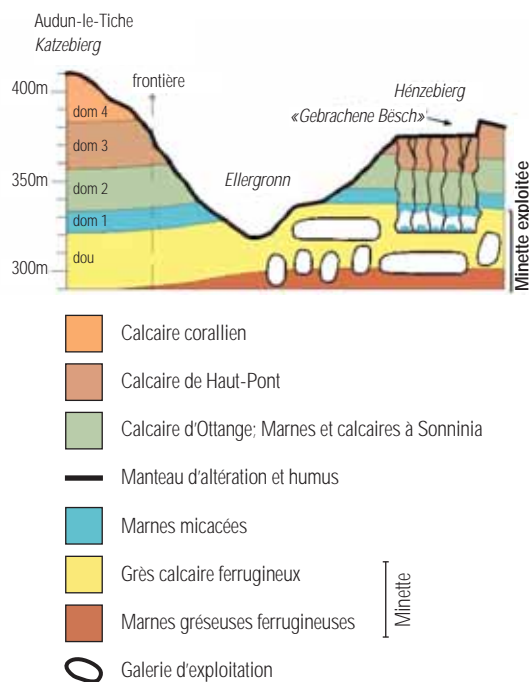 Audun-le-Tiche
Katzebierg
frontière
Hénzebierg
«Gebrachene Bësch»
Ellergronn
400m
350m
300m
dom 4
dom 3
dom 2
dom 1
dou
Minette exploitée
Calcaire corallien
Calcaire de Haut-Pont
Calcaire d'Ottange; Marnes et calcaires à Sonninia
Manteau d'altération et humus
Marnes micacées
Grès calcaire ferrugineux
Marnes gréseuses ferrugineuses
Minette
Galerie d'exploitation